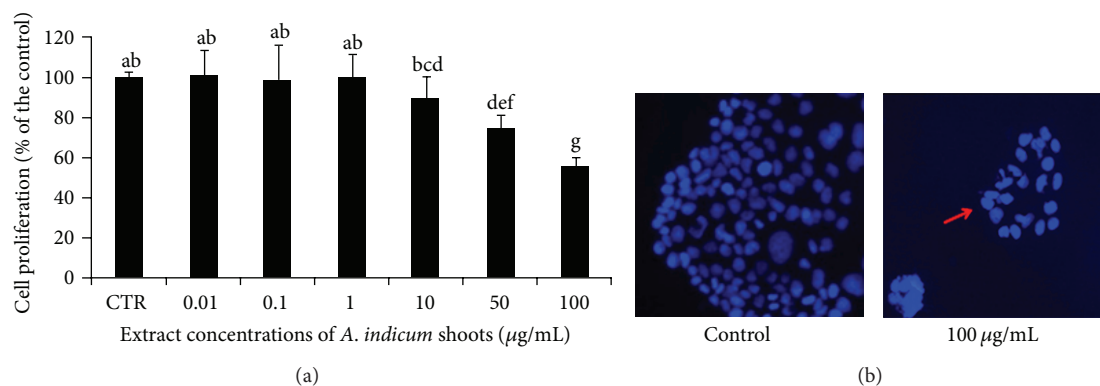 Cell proliferation (% of the control)
120
100
80
60
40
20
0
ab
ab
ab
ab
bcd
def
g
CTR 0.01 0.1 1 10 50 100
Extract concentrations of A. indicum shoots (μg/mL)
(a)
Control
100 μg/mL
(b)